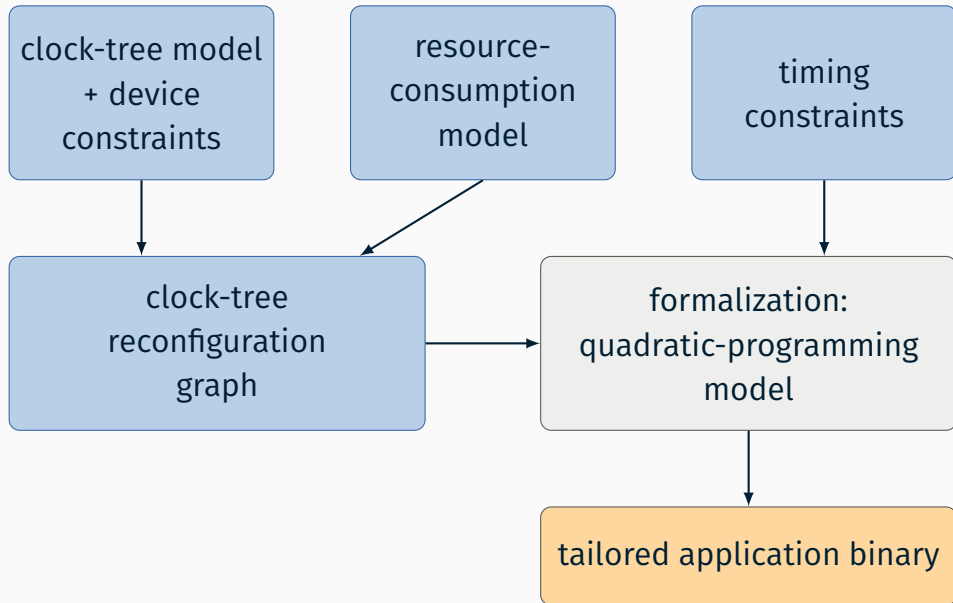 clock-tree model
+ device
constraints
resource-
consumption
model
timing
constraints
clock-tree
reconfiguration
graph
formalization:
quadratic-programming
model
tailored application binary